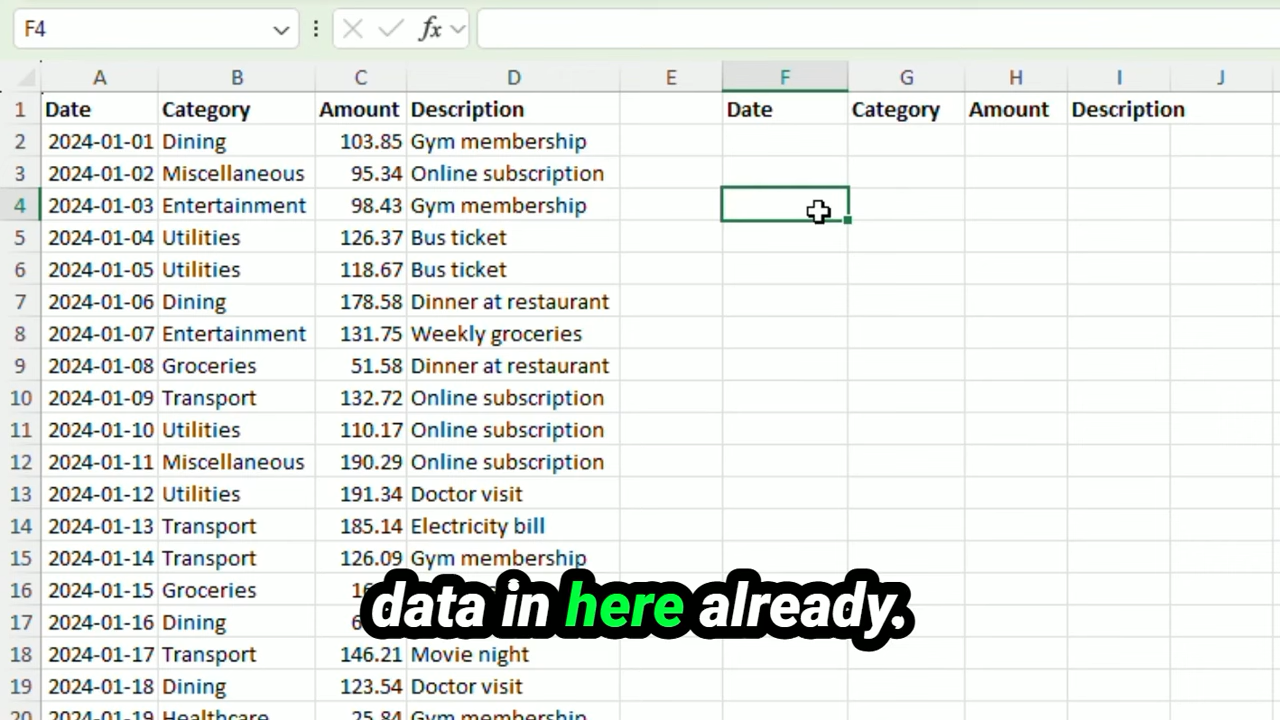 F4
fx
A B C D E F G H I J
1 Date Category Amount Description Date Category Amount Description
2 2024-01-01 Dining 103.85 Gym membership
3 2024-01-02 Miscellaneous 95.34 Online subscription
4 2024-01-03 Entertainment 98.43 Gym membership
5 2024-01-04 Utilities 126.37 Bus ticket
6 2024-01-05 Utilities 118.67 Bus ticket
7 2024-01-06 Dining 178.58 Dinner at restaurant
8 2024-01-07 Entertainment 131.75 Weekly groceries
9 2024-01-08 Groceries 51.58 Dinner at restaurant
10 2024-01-09 Transport 132.72 Online subscription
11 2024-01-10 Utilities 110.17 Online subscription
12 2024-01-11 Miscellaneous 190.29 Online subscription
13 2024-01-12 Utilities 191.34 Doctor visit
14 2024-01-13 Transport 185.14 Electricity bill
15 2024-01-14 Transport 126.09 Gym membership
16 2024-01-15 Groceries
data in here already.
17 2024-01-16 Dining
18 2024-01-17 Transport 146.21 Movie night
19 2024-01-18 Dining 123.54 Doctor visit
20 2024-01-19 Healthcare 25.84 Gym membership